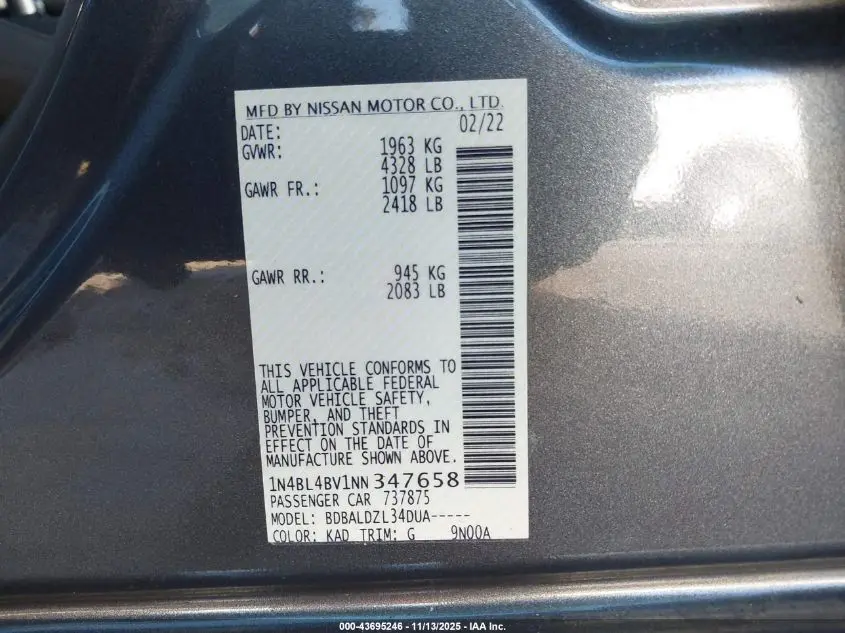 MFD BY NISSAN MOTOR CO., LTD.
DATE: 02/22
GVWR: 1963 KG
4328 LB
GAWR FR.: 1097 KG
2418 LB
GAWR RR.: 945 KG
2083 LB
THIS VEHICLE CONFORMS TO
ALL APPLICABLE FEDERAL
MOTOR VEHICLE SAFETY,
BUMPER, AND THEFT
PREVENTION STANDARDS IN
EFFECT ON THE DATE OF
MANUFACTURE SHOWN ABOVE.
1N4BL4BV1NN347658
PASSENGER CAR 737875
MODEL: BDBALDZL34DUA-----
COLOR: KAD TRIM: G 9N00A
000-43695246 - 11/13/2025 - IAA Inc.